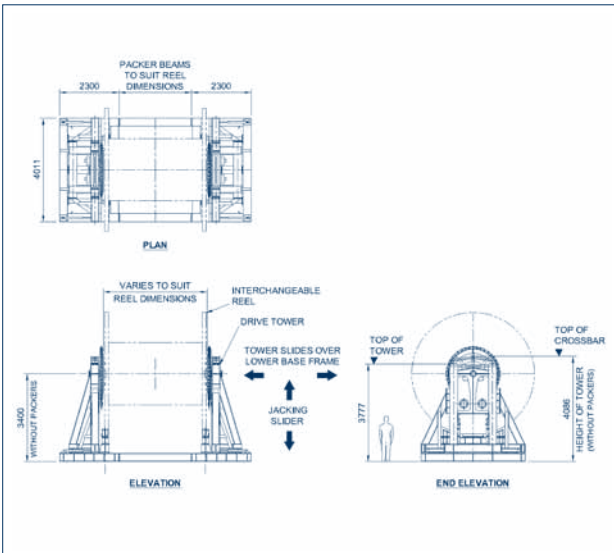 PACKER BEAMS
TO SUIT REEL
DIMENSIONS
2300
2300
4011
PLAN
VARIES TO SUIT
REEL DIMENSIONS
INTERCHANGEABLE
REEL
DRIVE TOWER
TOWER SLIDES OVER
LOWER BASE FRAME
JACKING
SLIDER
3400
WITHOUT PACKERS
ELEVATION
TOP OF
TOWER
TOP OF
CROSSBAR
3777
4086
HEIGHT OF TOWER
(WITHOUT PACKERS)
END ELEVATION